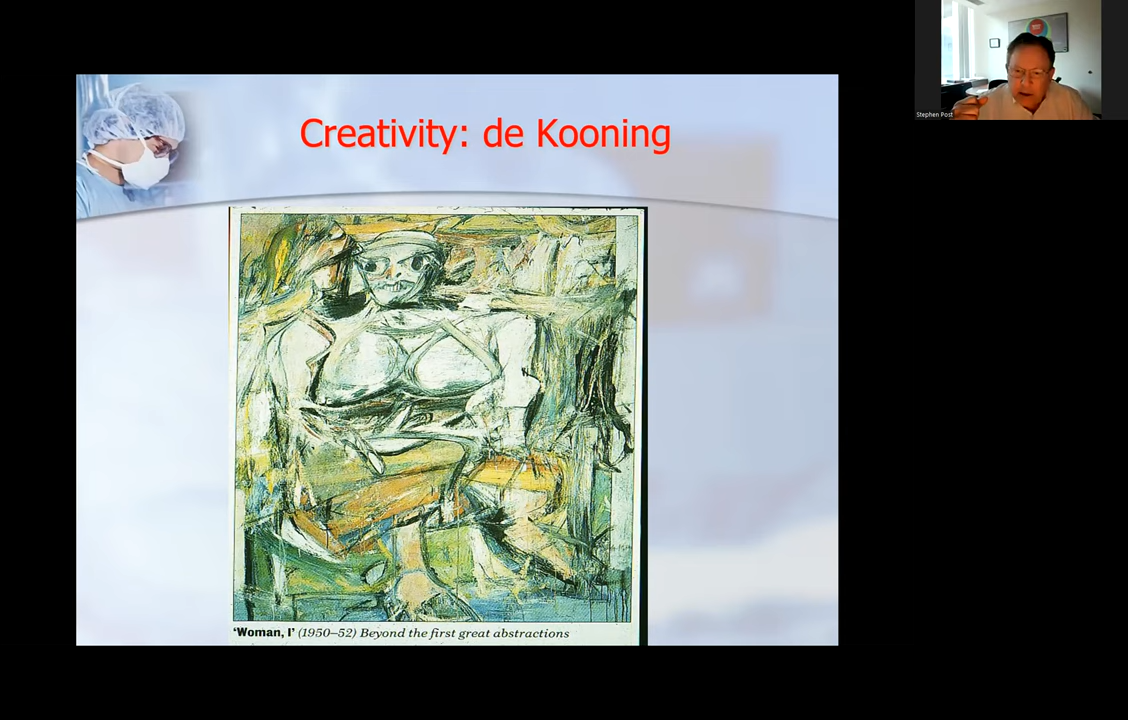 Creativity: de Kooning
Stephen Post
'Woman, I' (1950–52) Beyond the first great abstractions